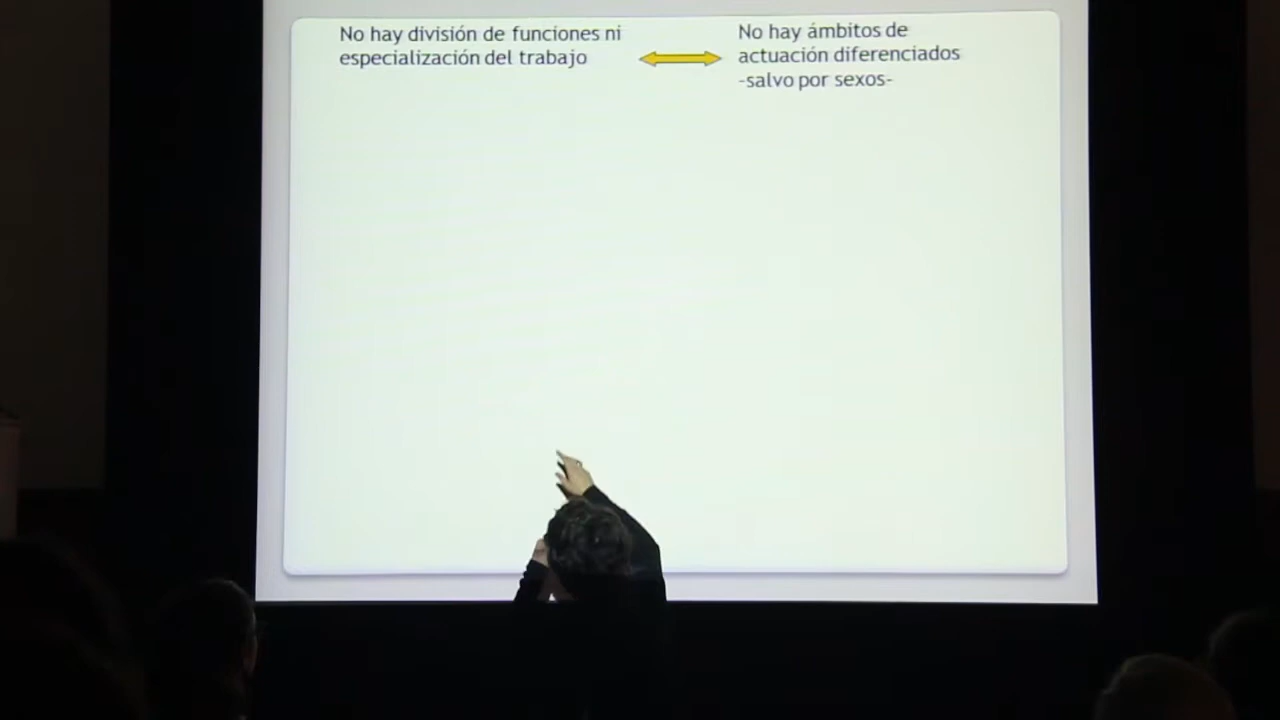 No hay división de funciones ni
especialización del trabajo
No hay ámbitos de
actuación diferenciados
-salvo por sexos-